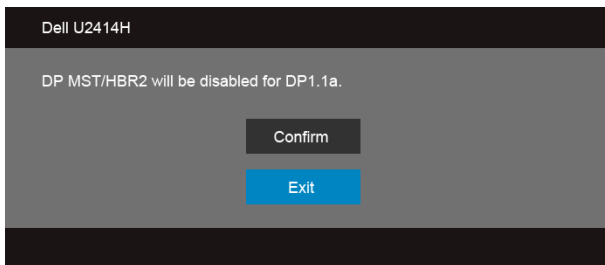 Dell U2414H
DP MST/HBR2 will be disabled for DP1.1a.
Confirm
Exit